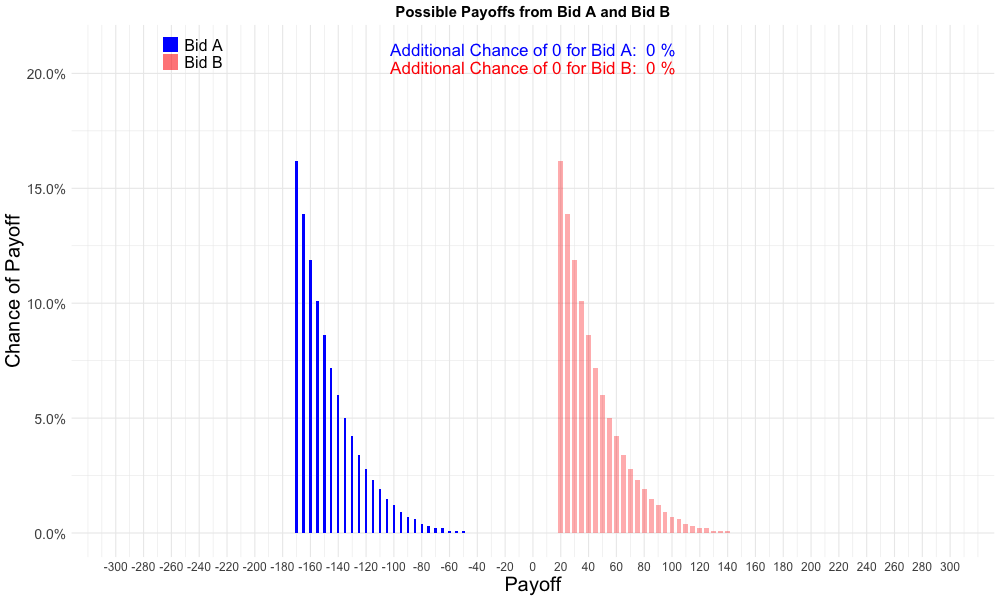 Possible Payoffs from Bid A and Bid B
Bid A
Bid B
Additional Chance of 0 for Bid A:  0 %
Additional Chance of 0 for Bid B:  0 %
Chance of Payoff
20.0%
15.0%
10.0%
5.0%
0.0%
-300 -280 -260 -240 -220 -200 -180 -160 -140 -120 -100 -80 -60 -40 -20 0 20 40 60 80 100 120 140 160 180 200 220 240 260 280 300
Payoff